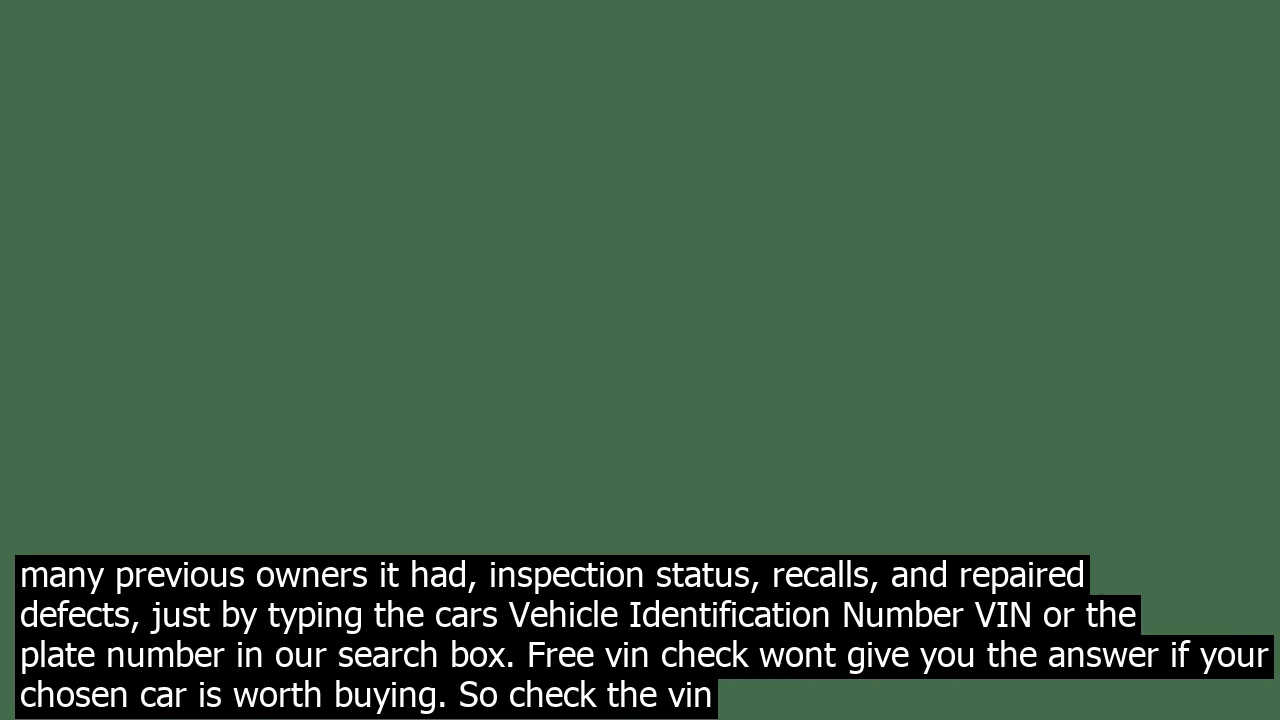 many previous owners it had, inspection status, recalls, and repaired
defects, just by typing the cars Vehicle Identification Number VIN or the
plate number in our search box. Free vin check wont give you the answer if your
chosen car is worth buying. So check the vin